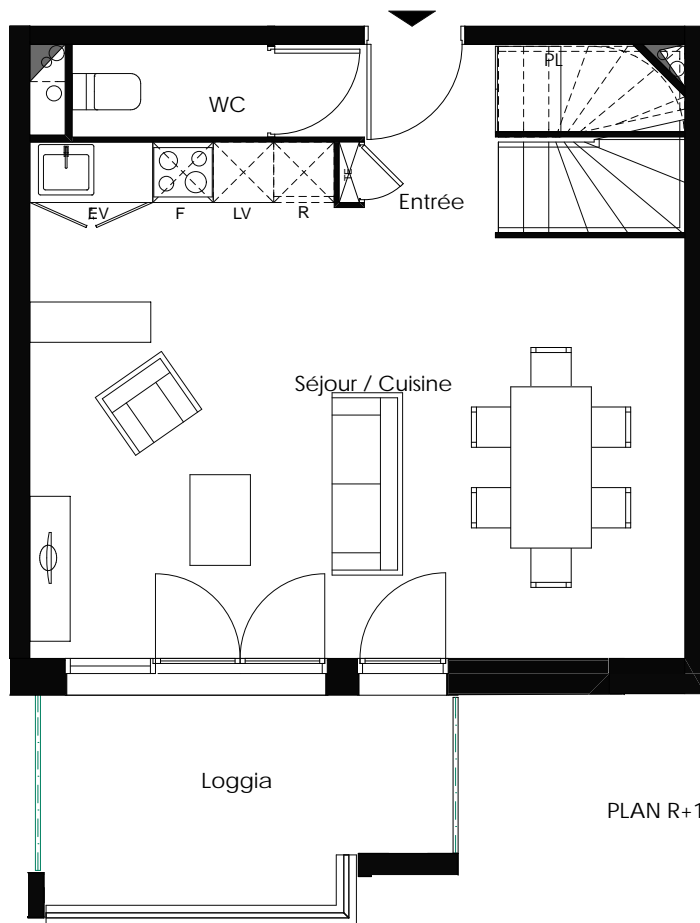 PL
WC
EV
F
LV
R
Entrée
Séjour / Cuisine
Loggia
PLAN R+1